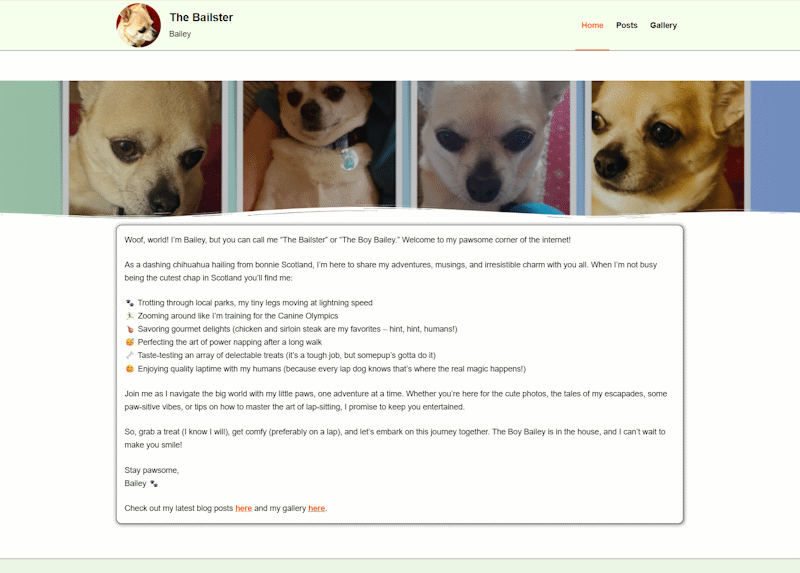 The Bailster
Bailey
Home Posts Gallery
Woof, world! I'm Bailey, but you can call me "The Bailster" or "The Boy Bailey." Welcome to my pawsome corner of the internet!
As a dashing chihuahua hailing from bonnie Scotland, I'm here to share my adventures, musings, and irresistible charm with you all. When I'm not busy
being the cutest chap in Scotland you'll find me:
🐾 Trotting through local parks, my tiny legs moving at lightning speed
🏃 Zooming around like I'm training for the Canine Olympics
🍗 Savoring gourmet delights (chicken and sirloin steak are my favorites – hint, hint, humans!)
🥰 Perfecting the art of power napping after a long walk
🦴 Taste-testing an array of delectable treats (it's a tough job, but somepup's gotta do it)
🤗 Enjoying quality laptime with my humans (because every lap dog knows that's where the real magic happens!)
Join me as I navigate the big world with my little paws, one adventure at a time. Whether you're here for the cute photos, the tales of my escapades, some
paw-sitive vibes, or tips on how to master the art of lap-sitting, I promise to keep you entertained.
So, grab a treat (I know I will), get comfy (preferably on a lap), and let's embark on this journey together. The Boy Bailey is in the house, and I can't wait to
make you smile!
Stay pawsome,
Bailey 🐾
Check out my latest blog posts here and my gallery here.